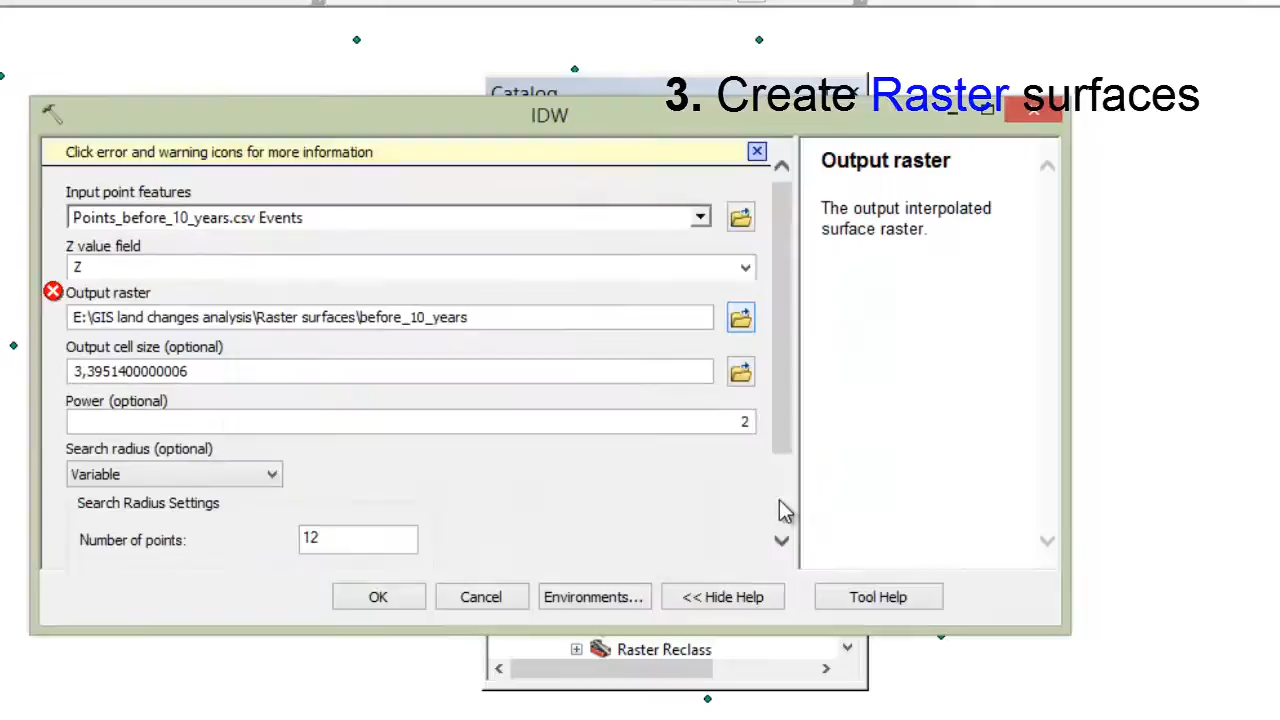 3. Create Raster surfaces
Catalog
IDW
Click error and warning icons for more information
Input point features
Points_before_10_years.csv Events
Z value field
Z
Output raster
E:\GIS land changes analysis\Raster surfaces\before_10_years
Output cell size (optional)
3,3951400000006
Power (optional)
2
Search radius (optional)
Variable
Search Radius Settings
Number of points:
12
Output raster
The output interpolated
surface raster.
OK
Cancel
Environments...
<< Hide Help
Tool Help
Raster Reclass